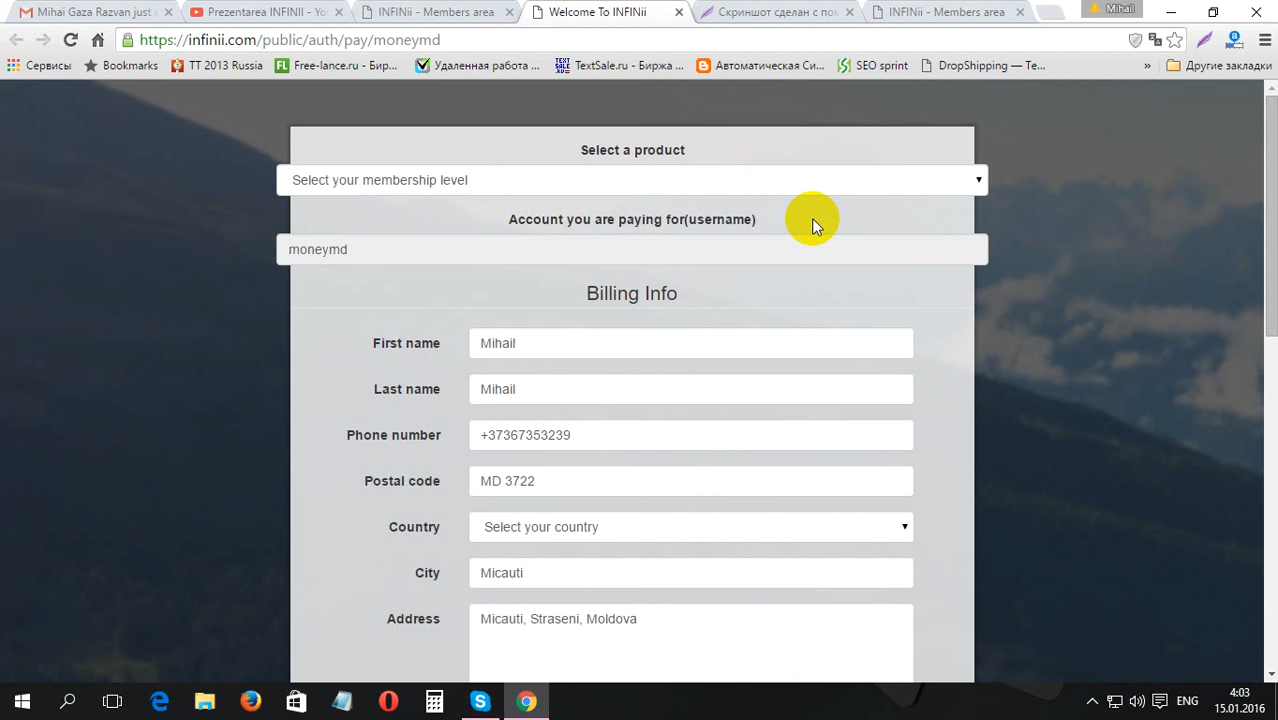 Mihai Gaza Razvan just
Prezentarea INFINII - Yo
INFINii - Members area
Welcome To INFINii
Скриншот сделан с по
INFINii - Members area
Mihail
https://infinii.com/public/auth/pay/moneymd
Сервисы
Bookmarks
TT 2013 Russia
FL Free-lance.ru - Бир...
Удаленная работа ...
TextSale.ru - Биржа ...
Автоматическая Си...
SEO sprint
DropShipping — Te...
»
Другие закладки
Select a product
Select your membership level
Account you are paying for(username)
moneymd
Billing Info
First name Mihail
Last name Mihail
Phone number +37367353239
Postal code MD 3722
Country Select your country
City Micauti
Address Micauti, Straseni, Moldova
ENG
4:03
15.01.2016